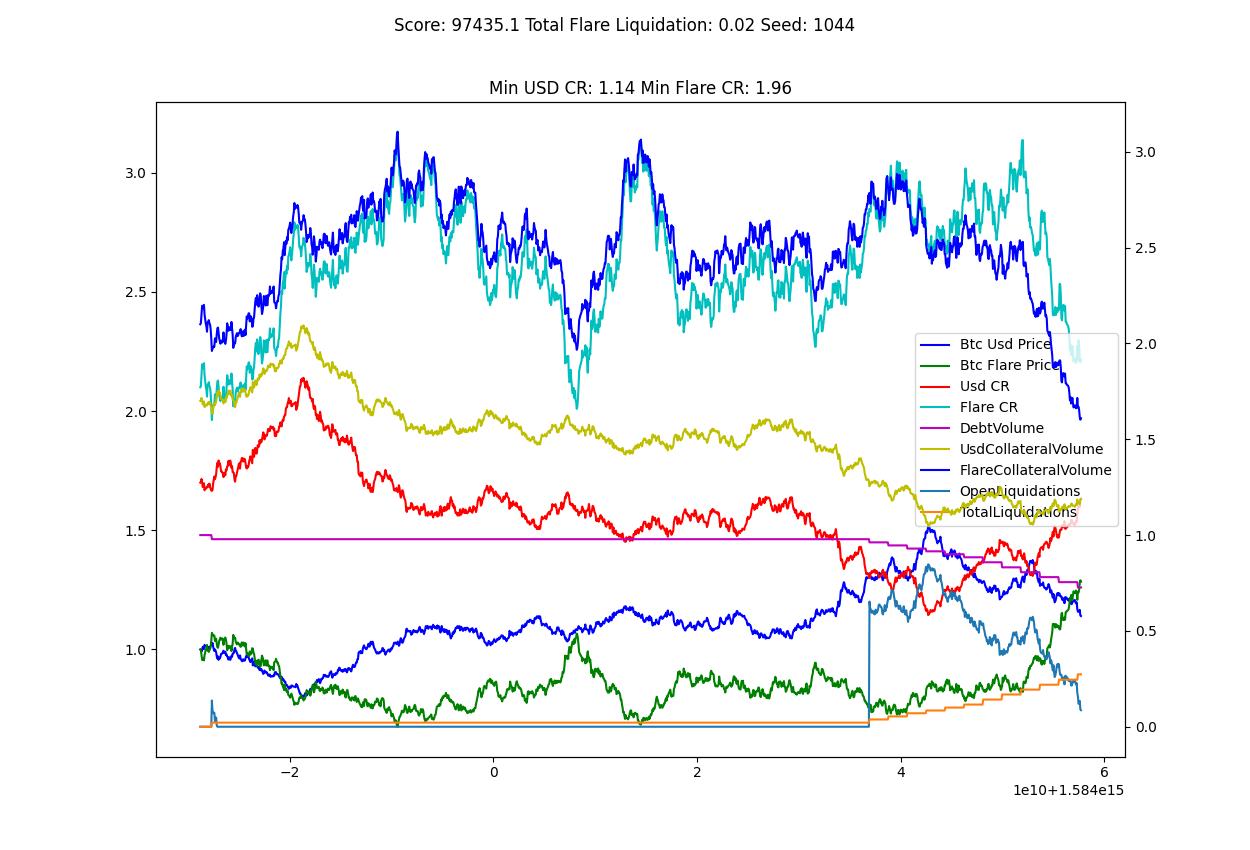 Score: 97435.1 Total Flare Liquidation: 0.02 Seed: 1044
Min USD CR: 1.14 Min Flare CR: 1.96
3.0
2.5
2.0
1.5
1.0
3.0
2.5
2.0
1.5
1.0
0.5
0.0
Btc Usd Price
Btc Flare Price
Usd CR
Flare CR
DebtVolume
UsdCollateralVolume
FlareCollateralVolume
OpenLiquidations
TotalLiquidations
−2 0 2 4 6
1e10+1.584e15